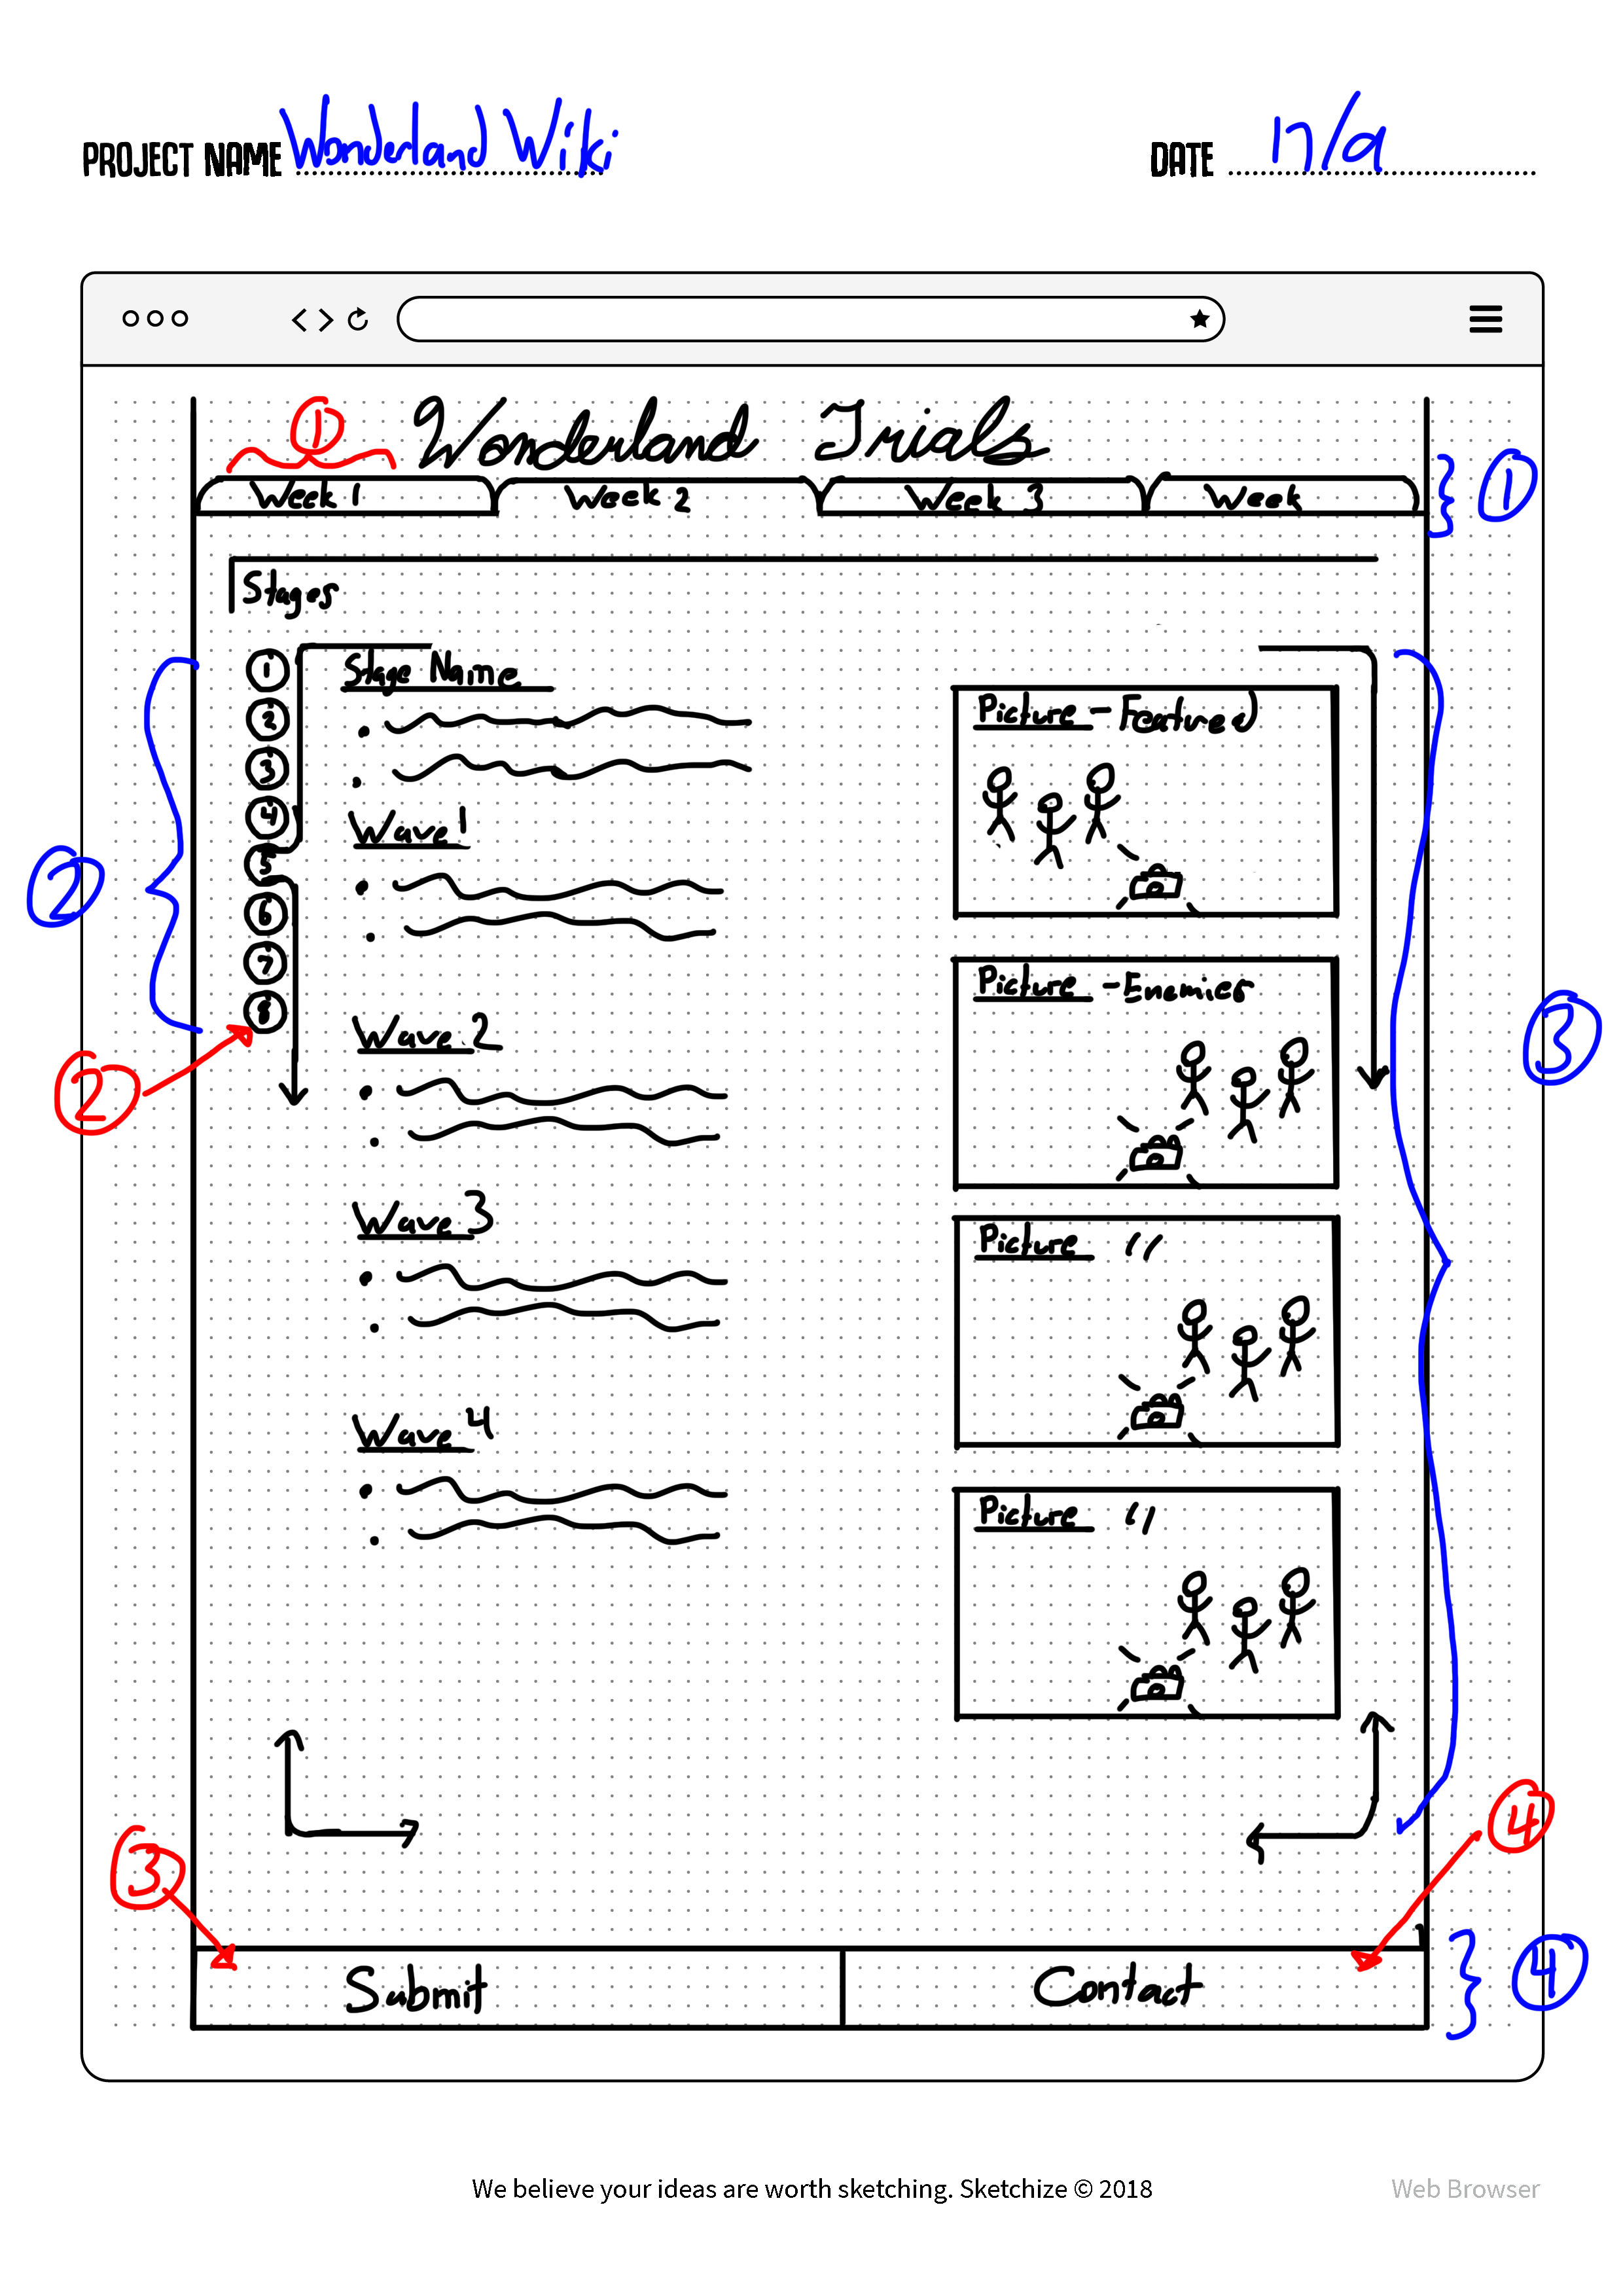 PROJECT NAME Wonderland Wiki DATE n/a
1 Wonderland Trials
Week 1 Week 2 Week 3 Week 1
Stages
1 Stage Name
2 Picture - Featured
3
4 Wave 1
5
2
6
7
8
Picture - Enemies
Wave 2
3
2
Wave 3
Picture "
Wave 4
Picture "
4
3
Submit Contact 4
We believe your ideas are worth sketching. Sketchize © 2018 Web Browser